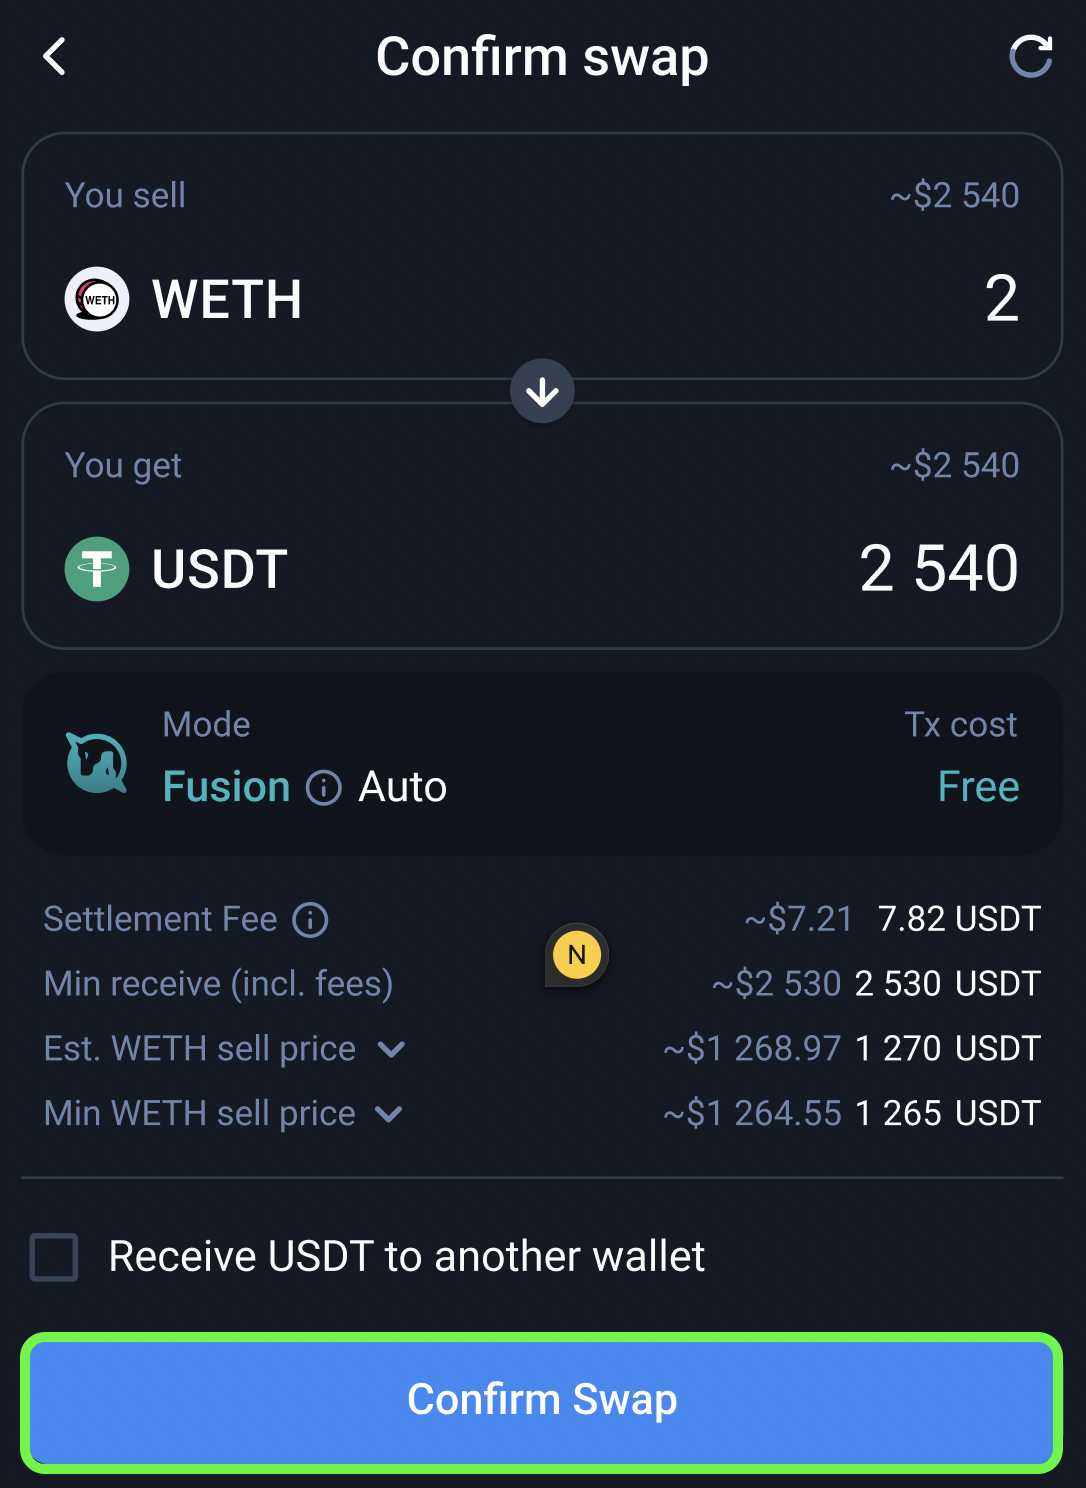 Confirm swap
You sell ~$2 540
WETH WETH 2
You get ~$2 540
USDT 2 540
Mode Tx cost
Fusion Auto Free
Settlement Fee ~$7.21 7.82 USDT
N
Min receive (incl. fees) ~$2 530 2 530 USDT
Est. WETH sell price ~$1 268.97 1 270 USDT
Min WETH sell price ~$1 264.55 1 265 USDT
Receive USDT to another wallet
Confirm Swap